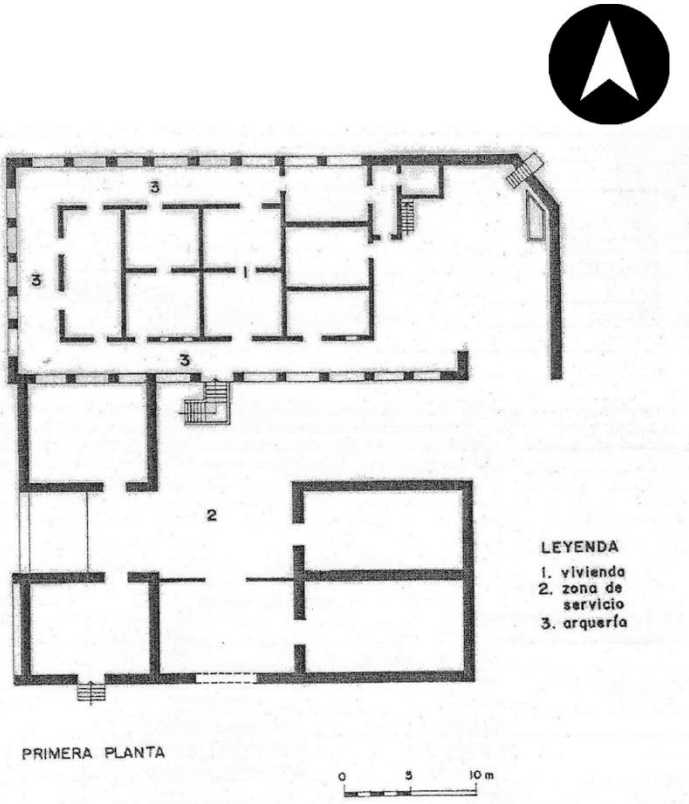 3
3
1
3
2
LEYENDA
1. vivienda
2. zona de
servicio
3. arquería
PRIMERA PLANTA
0 5 10 m